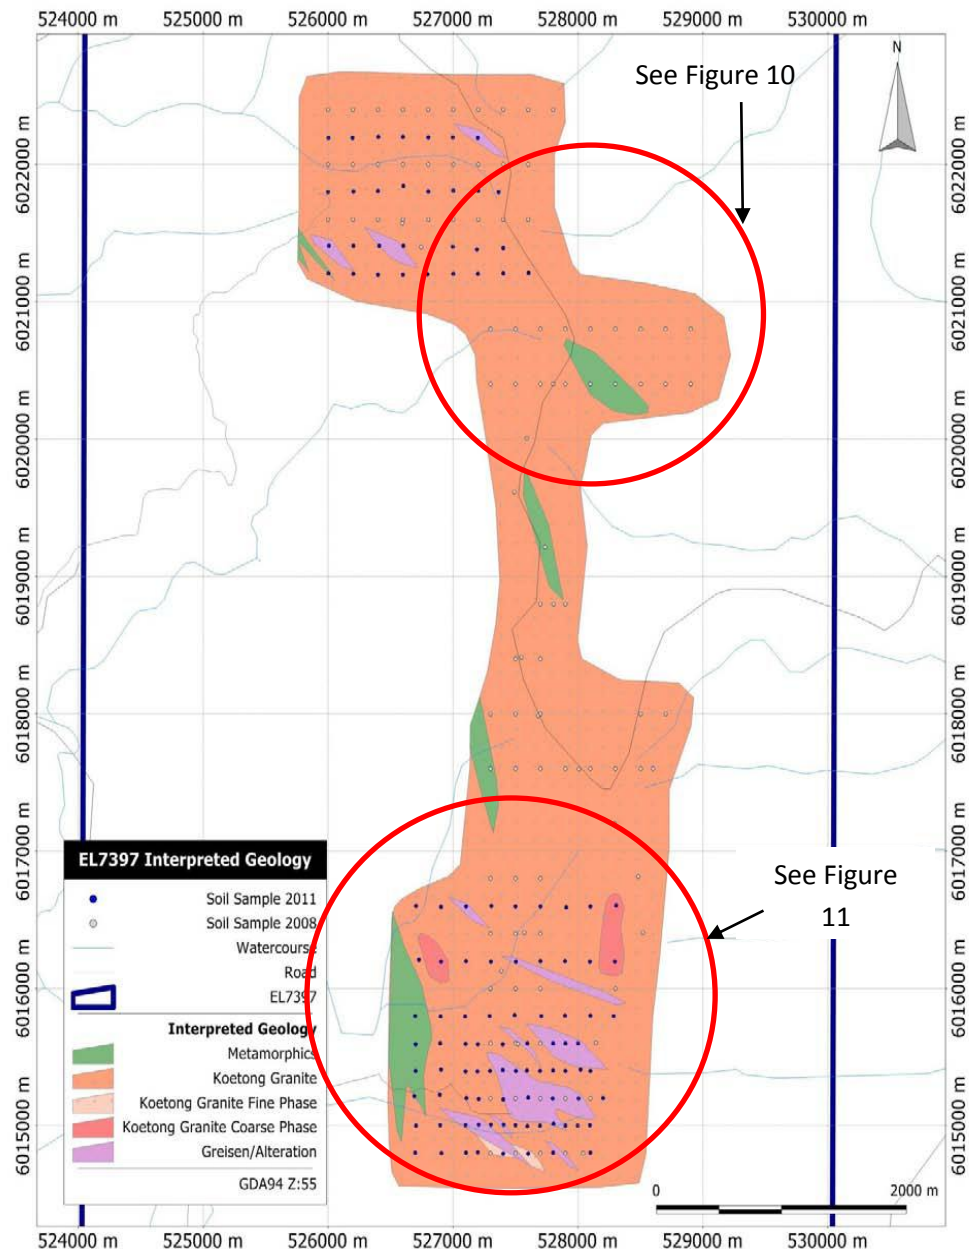 524000 m 525000 m 526000 m 527000 m 528000 m 529000 m 530000 m
N
See Figure 10
6022000 m 6022000 m
6021000 m 6021000 m
6020000 m 6020000 m
6019000 m 6019000 m
6018000 m 6018000 m
6017000 m 6017000 m
EL7397 Interpreted Geology
See Figure
11
Soil Sample 2011
Soil Sample 2008
Watercourse
Road
EL7397
6016000 m 6016000 m
Interpreted Geology
Metamorphics
Koetong Granite
Koetong Granite Fine Phase
Koetong Granite Coarse Phase
Greisen/Alteration
6015000 m 6015000 m
GDA94 Z:55
0 2000 m
524000 m 525000 m 526000 m 527000 m 528000 m 529000 m 530000 m